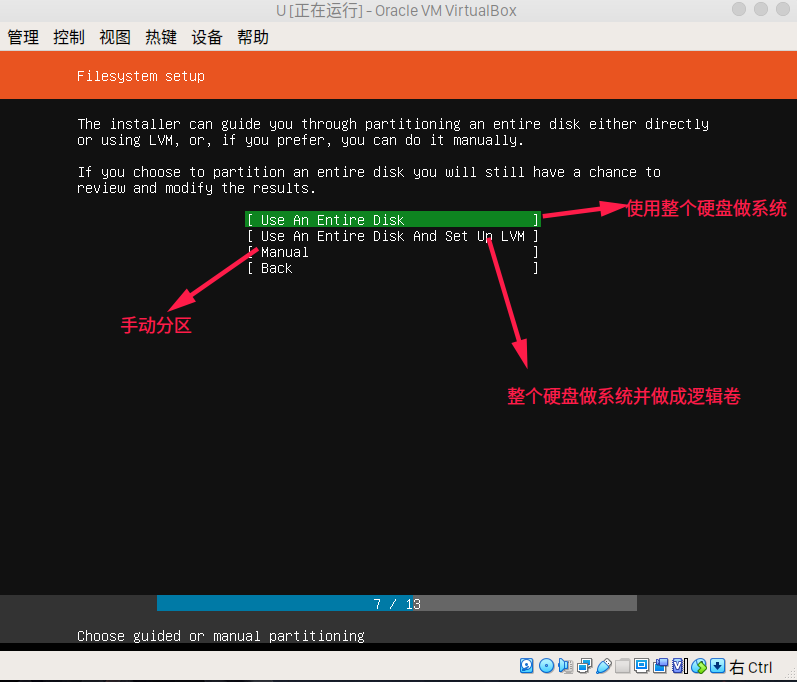 U [正在运行] - Oracle VM VirtualBox
管理 控制 视图 热键 设备 帮助
Filesystem setup
The installer can guide you through partitioning an entire disk either directly
or using LVM, or, if you prefer, you can do it manually.
If you choose to partition an entire disk you will still have a chance to
review and modify the results.
[ Use An Entire Disk ]
使用整个硬盘做系统
[ Use An Entire Disk And Set Up LVM ]
[ Manual ]
[ Back ]
手动分区
整个硬盘做系统并做成逻辑卷
7 / 13
Choose guided or manual partitioning
右 Ctrl